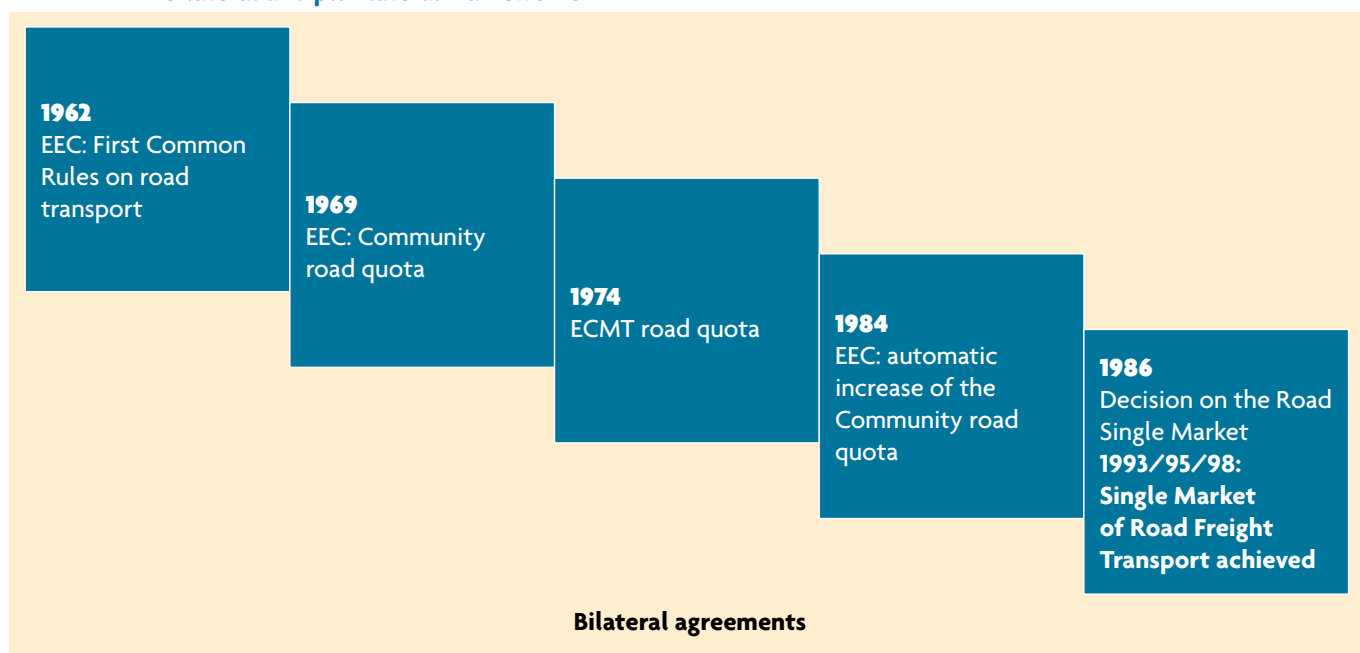 1962
EEC: First Common
Rules on road
transport
1969
EEC: Community
road quota
1974
ECMT road quota
1984
EEC: automatic
increase of the
Community road
quota
1986
Decision on the Road
Single Market
1993/95/98:
Single Market
of Road Freight
Transport achieved
Bilateral agreements